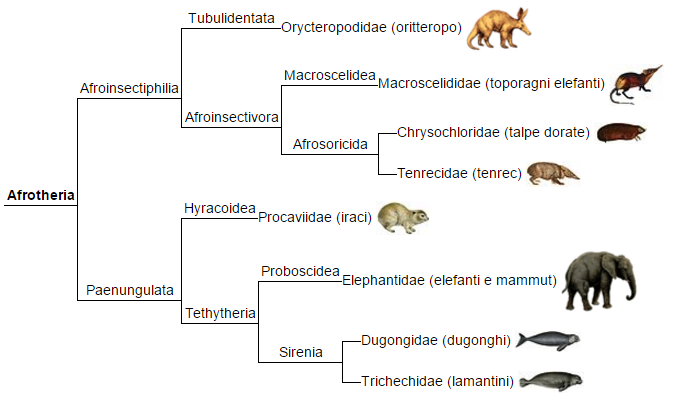 Tubulidentata
Orycteropodidae (oritteropo)
Macroscelidea
Macroscelididae (toporagni elefanti)
Afroinsectiphilia
Afroinsectivora
Chrysochloridae (talpe dorate)
Afrosoricida
Tenrecidae (tenrec)
Afrotheria
Hyracoidea
Procaviidae (iraci)
Proboscidea
Elephantidae (elefanti e mammut)
Paenungulata
Tethytheria
Dugongidae (dugonghi)
Sirenia
Trichechidae (lamantini)